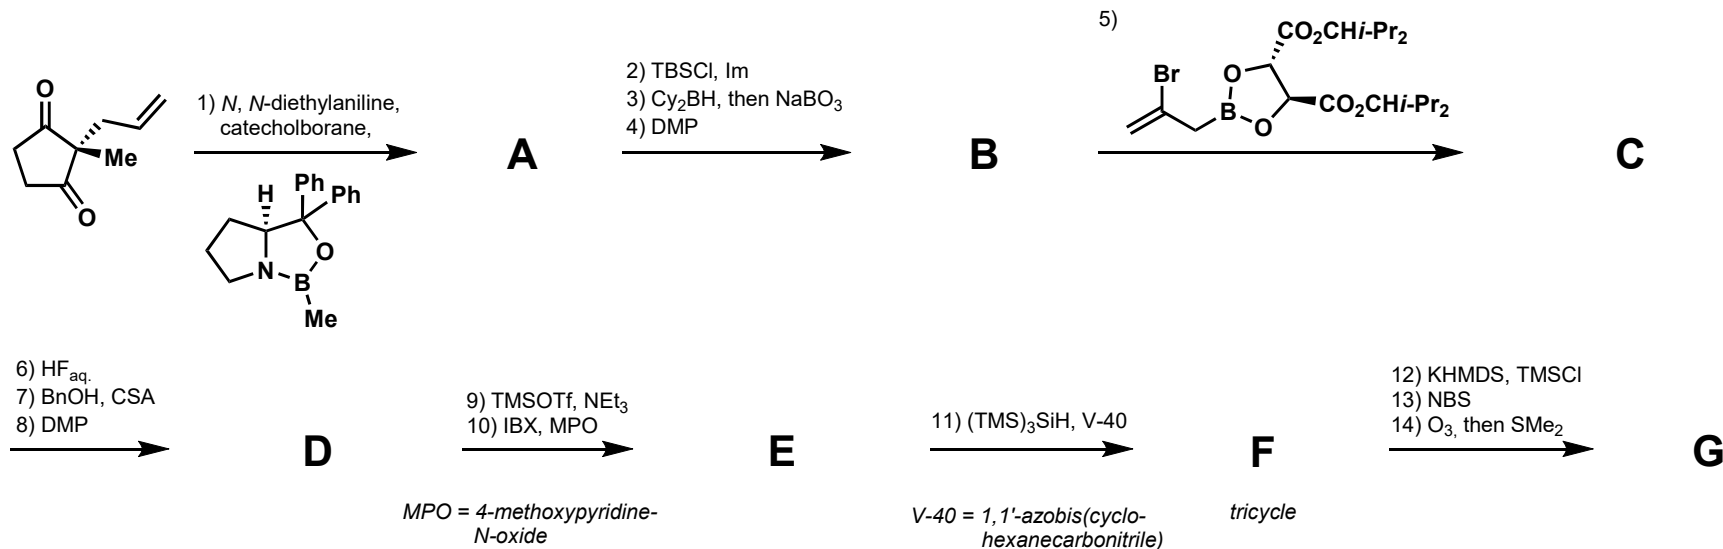 5)
CO₂CHi-Pr₂
O
Br
B
O
CO₂CHi-Pr₂
2) TBSCl, Im
3) Cy₂BH, then NaBO₃
4) DMP
O
Me
O
1) N, N-diethylaniline,
catecholborane,
H
Ph
Ph
O
N
B
Me
A
B
C
6) HFaq.
7) BnOH, CSA
8) DMP
D
9) TMSOTf, NEt₃
10) IBX, MPO
MPO = 4-methoxypyridine-
N-oxide
E
11) (TMS)₃SiH, V-40
V-40 = 1,1'-azobis(cyclo-
hexanecarbonitrile)
F
tricycle
12) KHMDS, TMSCl
13) NBS
14) O₃, then SMe₂
G